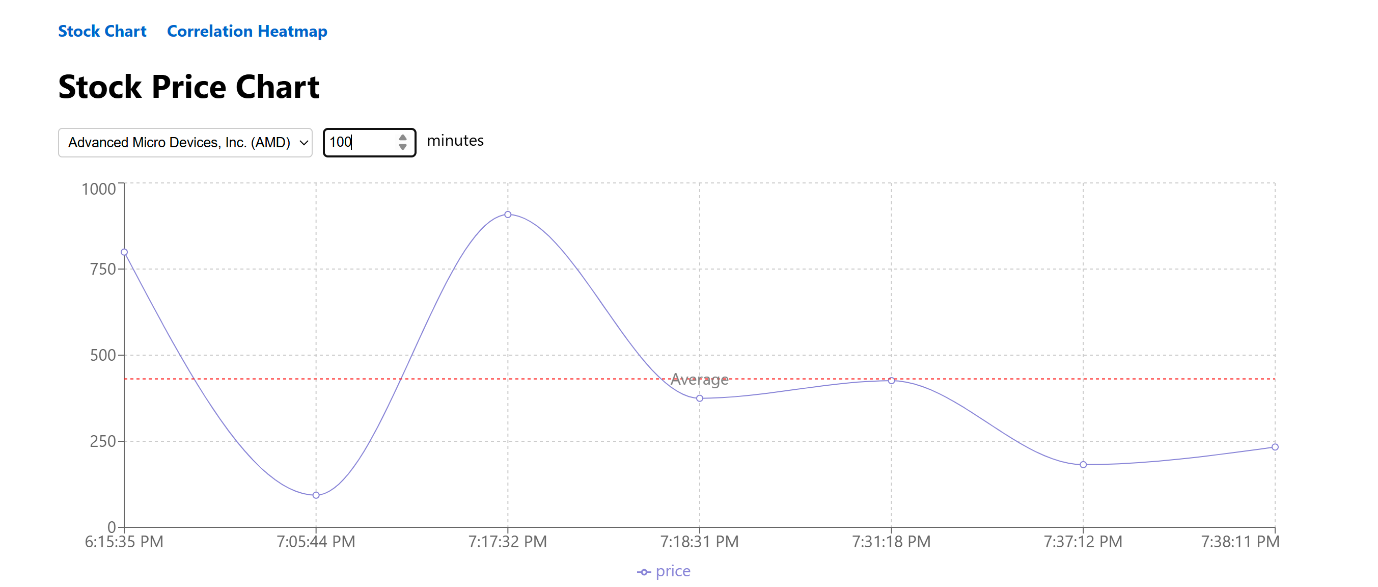 Stock Chart Correlation Heatmap
Stock Price Chart
Advanced Micro Devices, Inc. (AMD) 100 minutes
1000
750
500
Average
250
0
6:15:35 PM 7:05:44 PM 7:17:32 PM 7:18:31 PM 7:31:18 PM 7:37:12 PM 7:38:11 PM
price